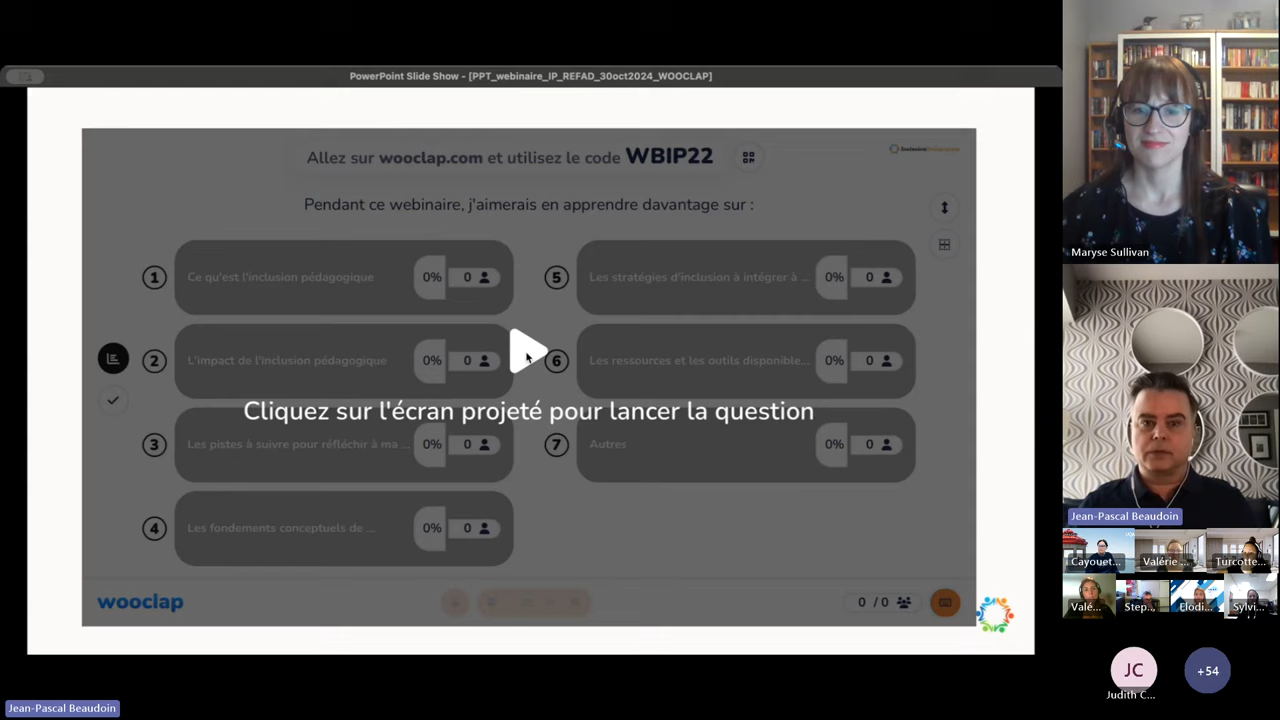 PowerPoint Slide Show - [PPT_webinaire_IP_REFAD_30oct2024_WOOCLAP]
Allez sur wooclap.com et utilisez le code WBIP22
Pendant ce webinaire, j'aimerais en apprendre davantage sur :
1 Ce qu'est l'inclusion pédagogique 0% 0
2 L'impact de l'inclusion pédagogique 0% 0
3 Les pistes à suivre pour réfléchir à ma ... 0% 0
4 Les fondements conceptuels de ... 0% 0
5 Les stratégies d'inclusion à intégrer à ... 0% 0
6 Les ressources et les outils disponible... 0% 0
7 Autres 0% 0
Cliquez sur l'écran projeté pour lancer la question
wooclap
0 / 0
Maryse Sullivan
Jean-Pascal Beaudoin
Cayouet...
Valérie ...
Turcotte...
Valé...
Step...
Élodi...
Sylvi...
JC
Judith C...
+54
Jean-Pascal Beaudoin